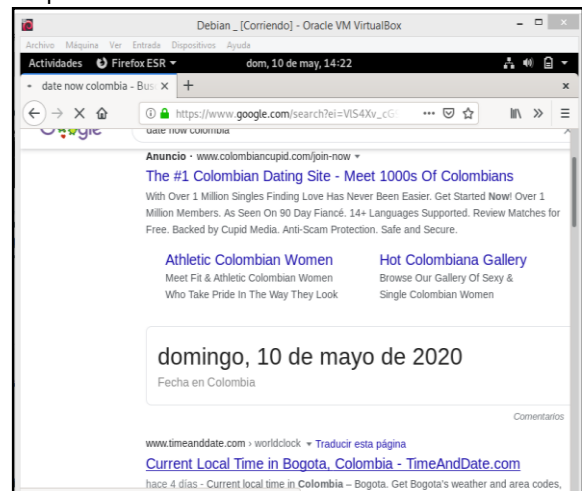 Debian _ [Corriendo] - Oracle VM VirtualBox
Archivo Máquina Ver Entrada Dispositivos Ayuda
Actividades Firefox ESR dom, 10 de may, 14:22
date now colombia - Bus
https://www.google.com/search?ei=VlS4Xv_cG
Google date now colombia
Anuncio · www.colombiancupid.com/join-now
The #1 Colombian Dating Site - Meet 1000s Of Colombians
With Over 1 Million Singles Finding Love Has Never Been Easier. Get Started Now! Over 1
Million Members. As Seen On 90 Day Fiancé. 14+ Languages Supported. Review Matches for
Free. Backed by Cupid Media. Anti-Scam Protection. Safe and Secure.
Athletic Colombian Women Hot Colombiana Gallery
Meet Fit & Athletic Colombian Women Browse Our Gallery Of Sexy &
Who Take Pride In The Way They Look Single Colombian Women
domingo, 10 de mayo de 2020
Fecha en Colombia
Comentarios
www.timeanddate.com › worldclock Traducir esta página
Current Local Time in Bogota, Colombia - TimeAndDate.com
hace 4 días - Current local time in Colombia – Bogota. Get Bogota's weather and area codes,